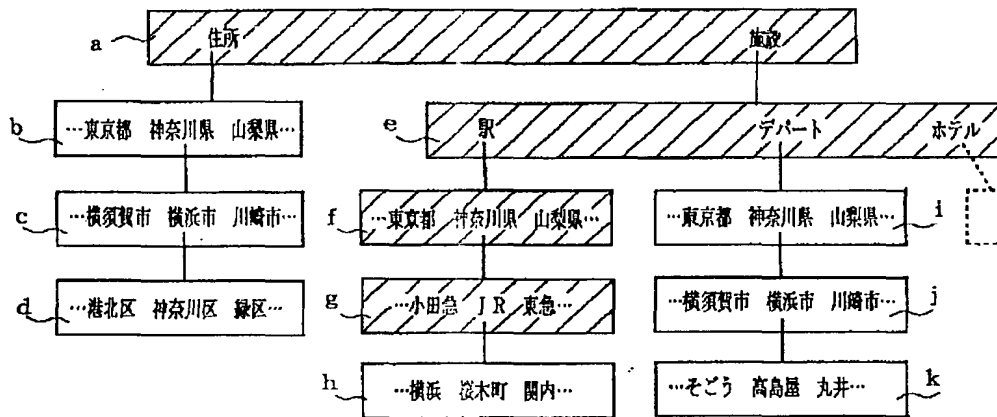 a 住所 施設
b …東京都 神奈川県 山梨県…
e 駅 デパート ホテル
c …横須賀市 横浜市 川崎市…
f …東京都 神奈川県 山梨県…
…東京都 神奈川県 山梨県… i
d …港北区 神奈川区 緑区…
g …小田急 JR 東急…
…横須賀市 横浜市 川崎市… j
h …横浜 桜木町 関内…
…そごう 高島屋 丸井… k